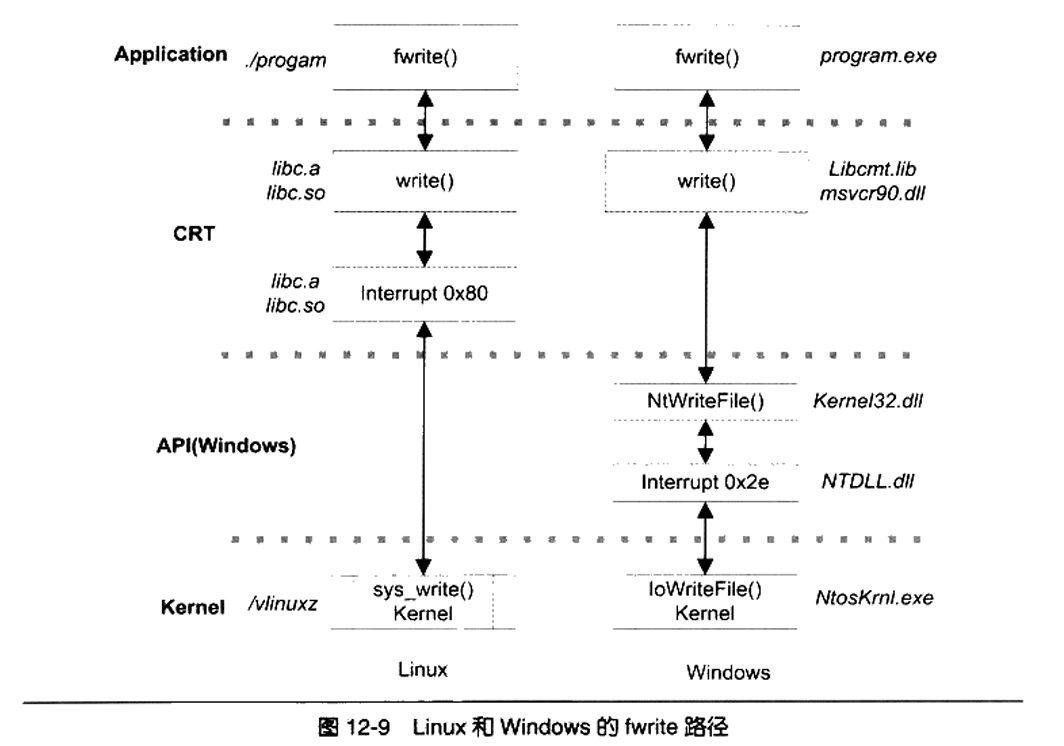 Application ./progam fwrite() fwrite() program.exe
libc.a
libc.so write() write() Libcmt.lib
msvcr90.dll
CRT
libc.a
libc.so Interrupt 0x80
NtWriteFile() Kernel32.dll
API(Windows)
Interrupt 0x2e NTDLL.dll
Kernel /vlinuxz sys_write()
Kernel IoWriteFile()
Kernel NtosKrnl.exe
Linux Windows
图 12-9 Linux 和 Windows 的 fwrite 路径